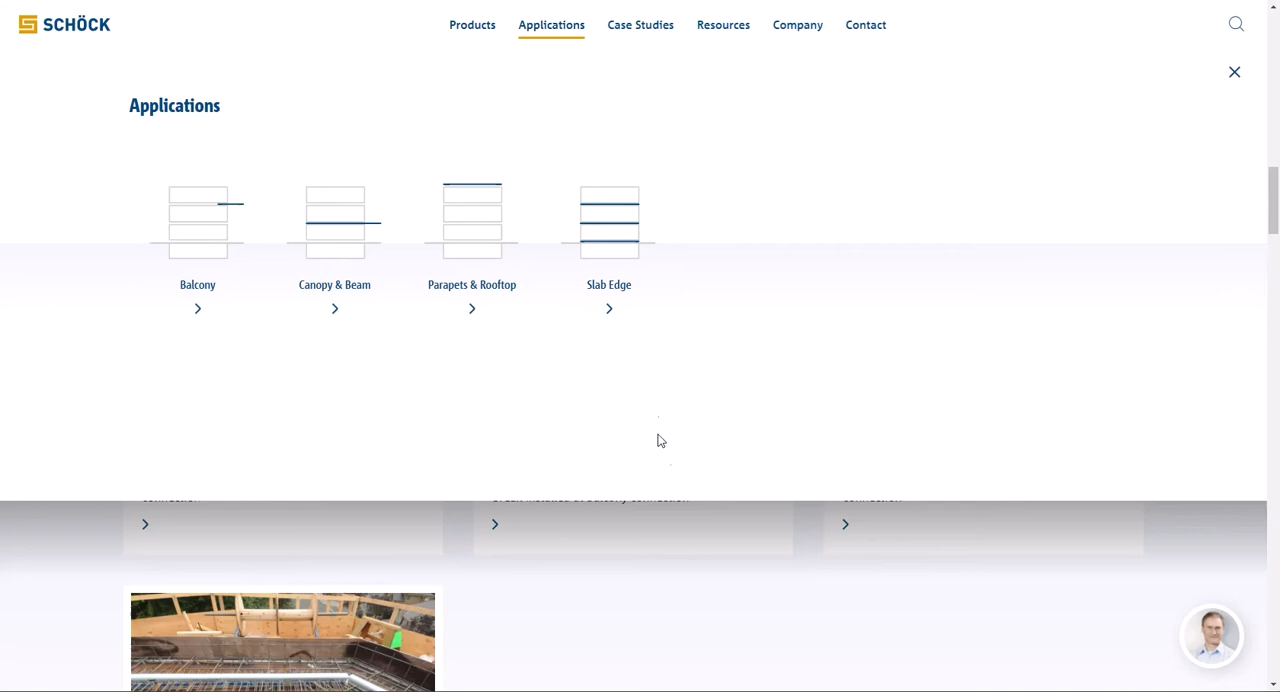 SCHÖCK
Products Applications Case Studies Resources Company Contact
Applications
Balcony Canopy & Beam Parapets & Rooftop Slab Edge